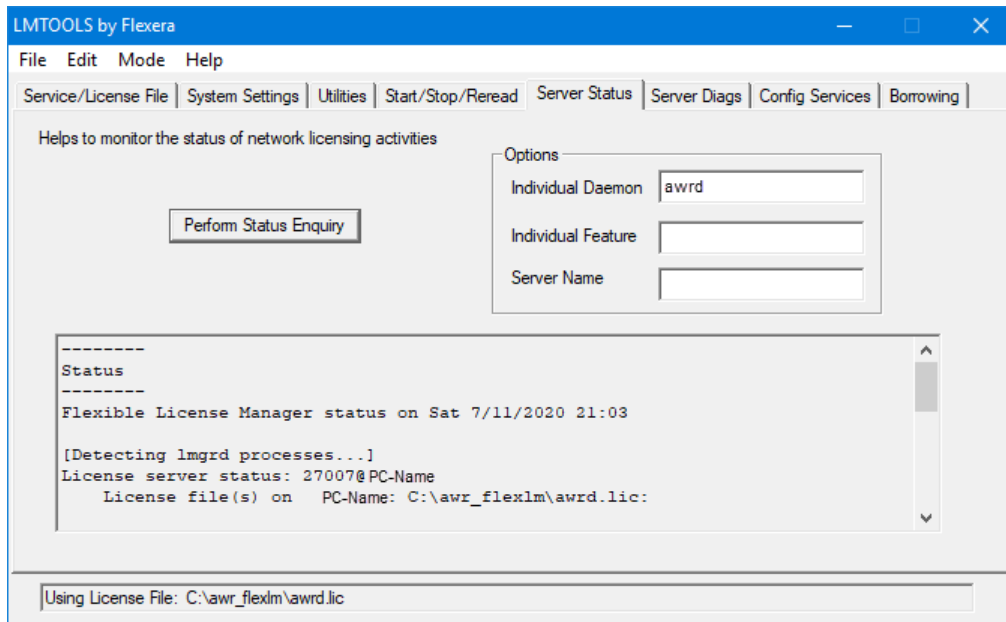 LMTOOLS by Flexera
File Edit Mode Help
Service/License File System Settings Utilities Start/Stop/Reread Server Status Server Diags Config Services Borrowing
Helps to monitor the status of network licensing activities
Options
Individual Daemon awrd
Perform Status Enquiry
Individual Feature
Server Name
--------
Status
--------
Flexible License Manager status on Sat 7/11/2020 21:03
[Detecting lmgrd processes...]
License server status: 27007@PC-Name
License file(s) on PC-Name: C:\awr_flexlm\awrd.lic:
Using License File: C:\awr_flexlm\awrd.lic